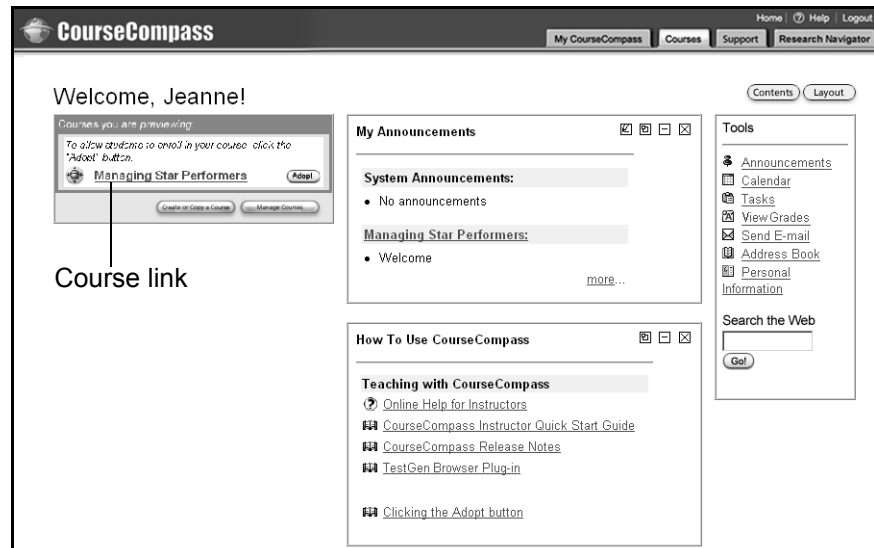 CourseCompass
Home | ? Help | Logout
My CourseCompass Courses Support Research Navigator
Welcome, Jeanne!
Contents Layout
Courses you are previewing:
To allow students to enroll in your course, click the
"Adopt" button.
Managing Star Performers Adopt
Create or Copy a Course Manage Courses
Course link
My Announcements
System Announcements:
• No announcements
Managing Star Performers:
• Welcome
more...
How To Use CourseCompass
Teaching with CourseCompass
Online Help for Instructors
CourseCompass Instructor Quick Start Guide
CourseCompass Release Notes
TestGen Browser Plug-in
Clicking the Adopt button
Tools
Announcements
Calendar
Tasks
View Grades
Send E-mail
Address Book
Personal
Information
Search the Web
Go!